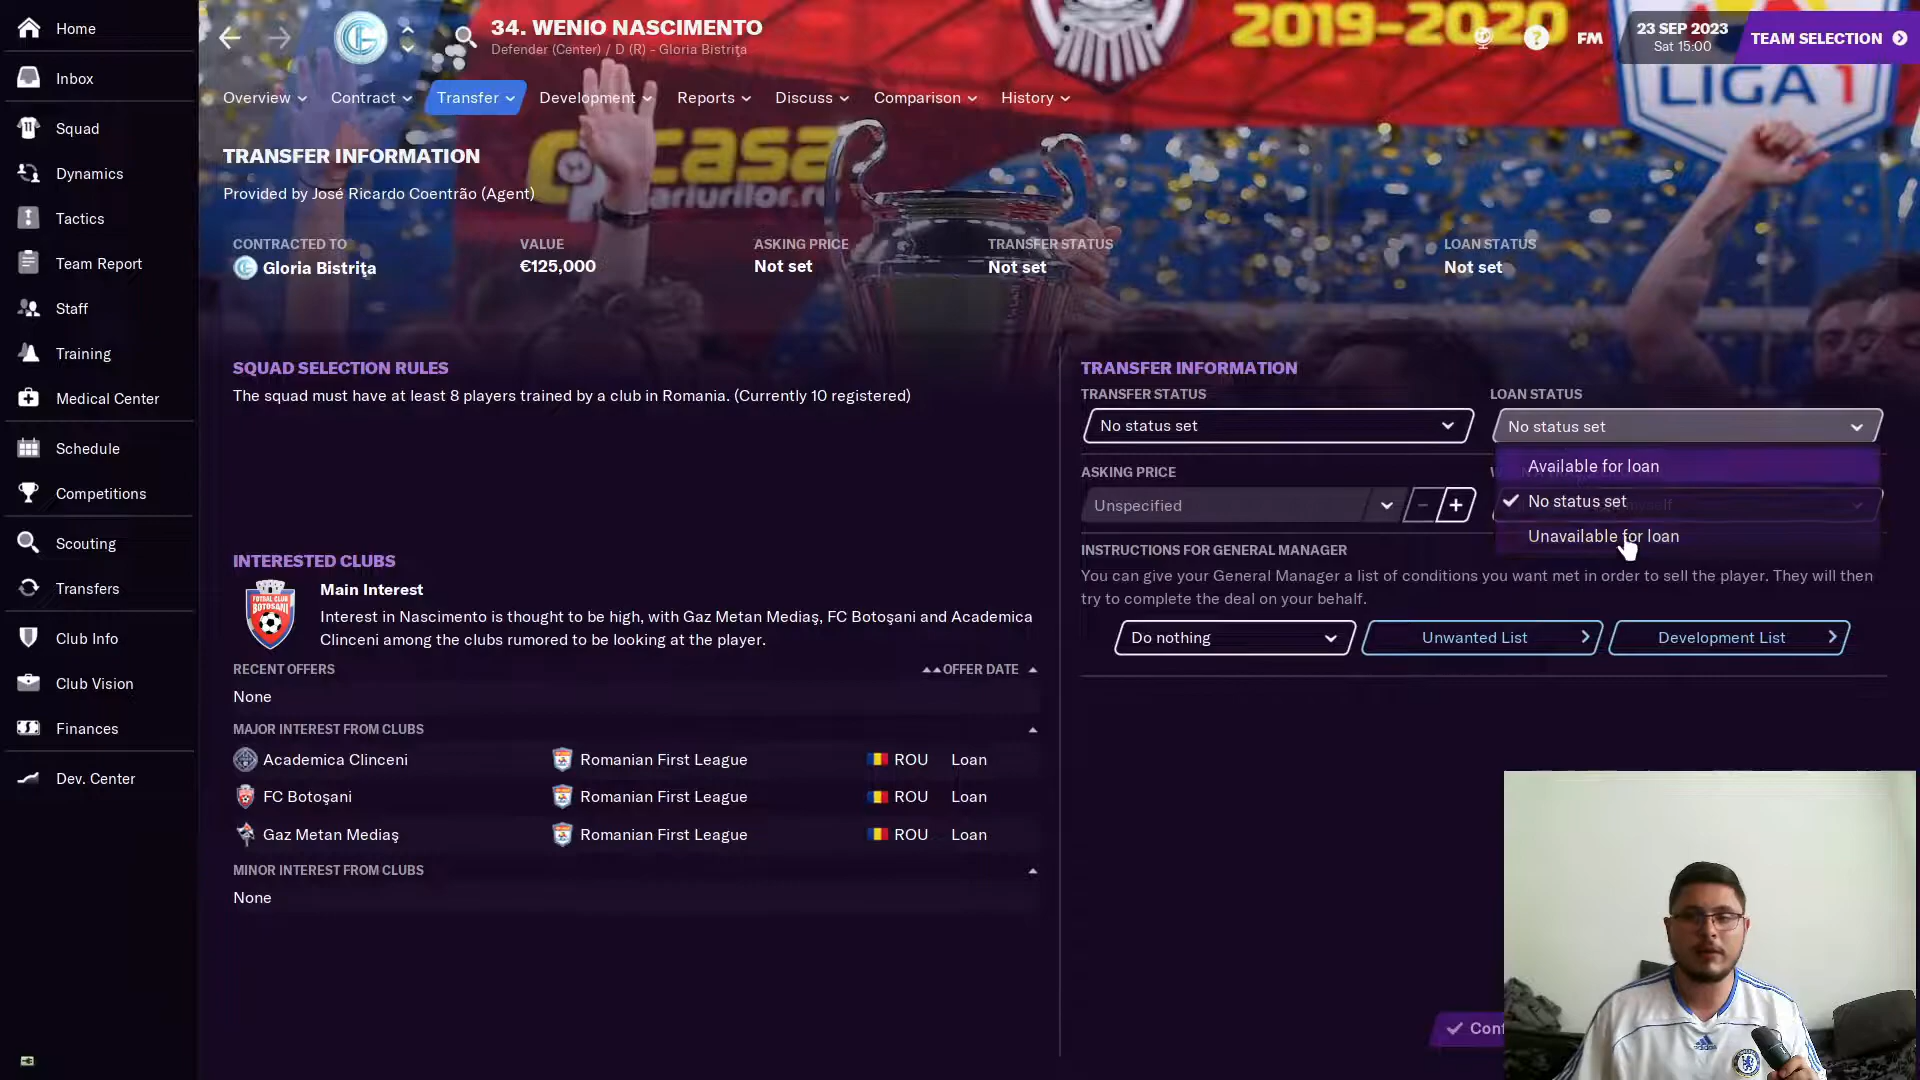 Home
Inbox
Squad
Dynamics
Tactics
Team Report
Staff
Training
Medical Center
Schedule
Competitions
Scouting
Transfers
Club Info
Club Vision
Finances
Dev. Center
34. WENIO NASCIMENTO
Defender (Center) / D (R) - Gloria Bistriţa
2019-2020
LIGA 1
casa
FM
23 SEP 2023
Sat 15:00
TEAM SELECTION
Overview
Contract
Transfer
Development
Reports
Discuss
Comparison
History
TRANSFER INFORMATION
Provided by José Ricardo Coentrão (Agent)
CONTRACTED TO
Gloria Bistriţa
VALUE
€125,000
ASKING PRICE
Not set
TRANSFER STATUS
Not set
LOAN STATUS
Not set
SQUAD SELECTION RULES
The squad must have at least 8 players trained by a club in Romania. (Currently 10 registered)
INTERESTED CLUBS
Main Interest
Interest in Nascimento is thought to be high, with Gaz Metan Mediaş, FC Botoşani and Academica
Clinceni among the clubs rumored to be looking at the player.
RECENT OFFERS
OFFER DATE
None
MAJOR INTEREST FROM CLUBS
Academica Clinceni Romanian First League ROU Loan
FC Botoşani Romanian First League ROU Loan
Gaz Metan Mediaş Romanian First League ROU Loan
MINOR INTEREST FROM CLUBS
None
TRANSFER INFORMATION
TRANSFER STATUS
No status set
LOAN STATUS
No status set
Available for loan
No status set
Unavailable for loan
ASKING PRICE
Unspecified
INSTRUCTIONS FOR GENERAL MANAGER
You can give your General Manager a list of conditions you want met in order to sell the player. They will then
try to complete the deal on your behalf.
Do nothing
Unwanted List
Development List